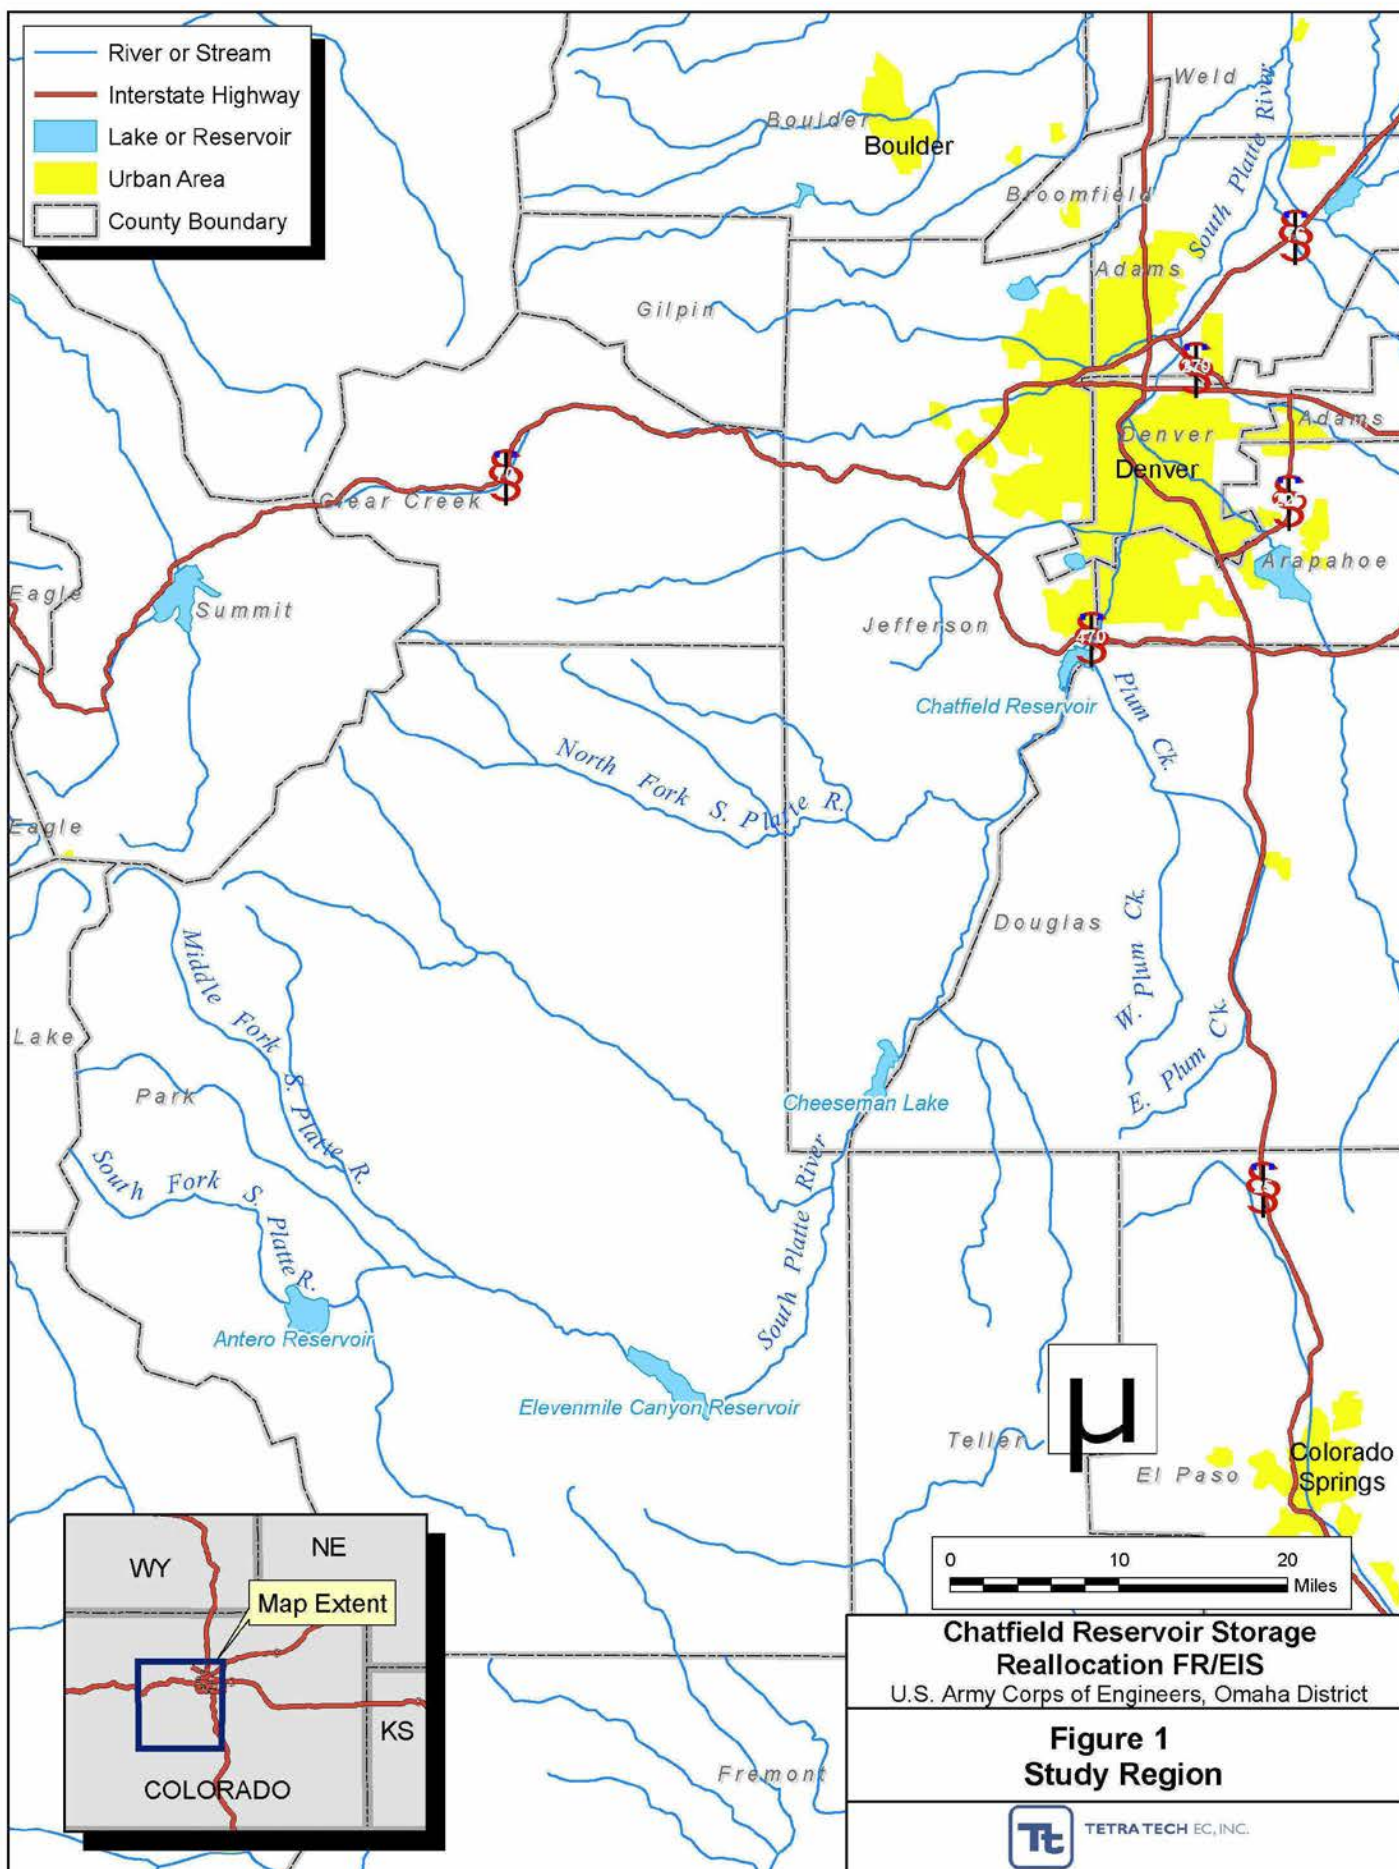 River or Stream
Interstate Highway
Lake or Reservoir
Urban Area
County Boundary
Weld
South Platte River
Boulder
Boulder
Broomfield
Adams
Gilpin
270
Adams
Denver
Denver
Clear Creek
Arapahoe
Eagle
Summit
Jefferson
470
Chatfield Reservoir
Plum Ck.
North Fork S. Platte R.
Eagle
Douglas
W. Plum Ck.
E. Plum Ck.
Middle Fork S. Platte R.
Lake
Park
Cheeseman Lake
South Fork S. Platte R.
South Platte River
Antero Reservoir
Elevenmile Canyon Reservoir
µ
Teller
El Paso
Colorado
Springs
WY
NE
Map Extent
KS
COLORADO
0 10 20
Miles
Fremont
Chatfield Reservoir Storage
Reallocation FR/EIS
U.S. Army Corps of Engineers, Omaha District
Figure 1
Study Region
Tt
TETRA TECH EC, INC.